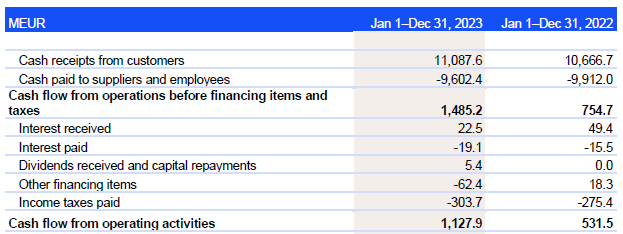 MEUR Jan 1–Dec 31, 2023 Jan 1–Dec 31, 2022
Cash receipts from customers 11,087.6 10,666.7
Cash paid to suppliers and employees -9,602.4 -9,912.0
Cash flow from operations before financing items and
taxes 1,485.2 754.7
Interest received 22.5 49.4
Interest paid -19.1 -15.5
Dividends received and capital repayments 5.4 0.0
Other financing items -62.4 18.3
Income taxes paid -303.7 -275.4
Cash flow from operating activities 1,127.9 531.5